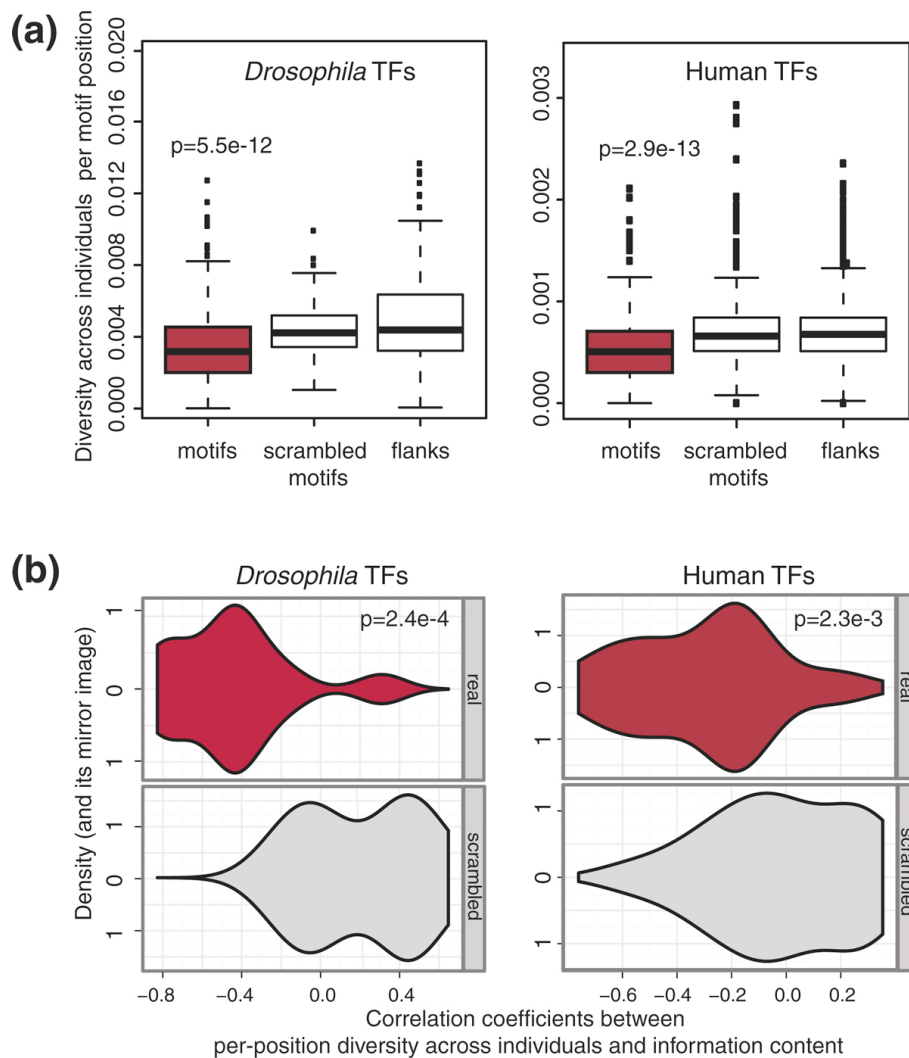 (a)
Diversity across individuals per motif position
Drosophila TFs
p=5.5e-12
0.020
0.016
0.012
0.008
0.004
0.000
motifs
scrambled
motifs
flanks
Human TFs
p=2.9e-13
0.003
0.002
0.001
0.000
motifs
scrambled
motifs
flanks
(b)
Density (and its mirror image)
Drosophila TFs
p=2.4e-4
1
0
1
real
1
0
1
scrambled
−0.8 −0.4 0.0 0.4
Human TFs
p=2.3e-3
1
0
1
real
1
0
1
scrambled
−0.6 −0.4 −0.2 0.0 0.2
Correlation coefficients between
per-position diversity across individuals and information content